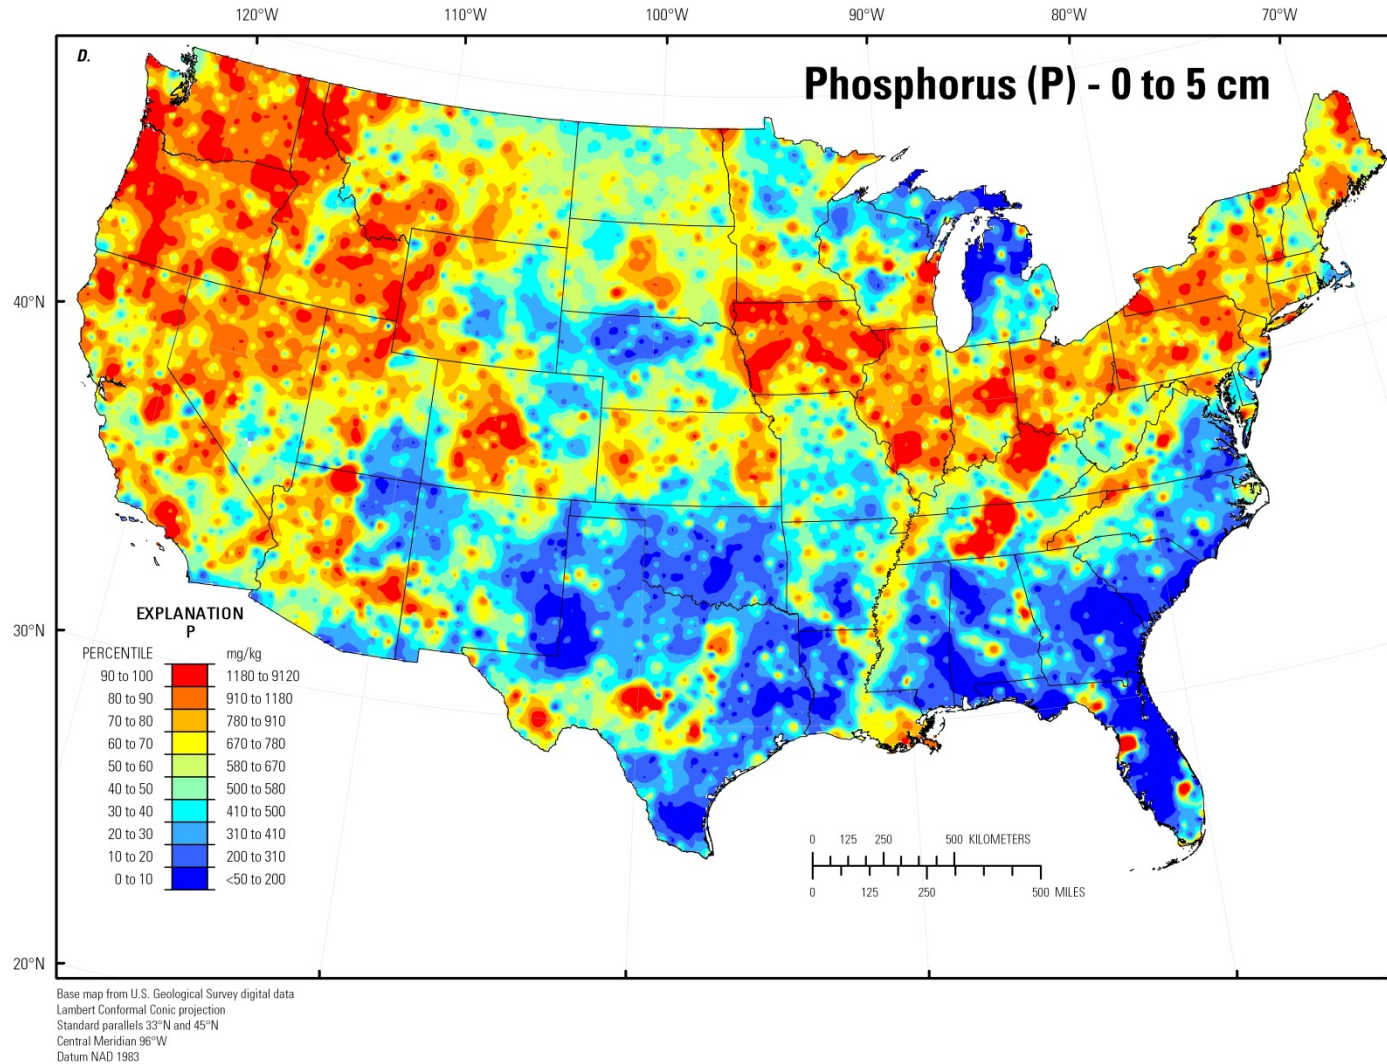 120°W 110°W 100°W 90°W 80°W 70°W
D.
Phosphorus (P) - 0 to 5 cm
40°N
30°N
20°N
EXPLANATION
P
PERCENTILE mg/kg
90 to 100 1180 to 9120
80 to 90 910 to 1180
70 to 80 780 to 910
60 to 70 670 to 780
50 to 60 580 to 670
40 to 50 500 to 580
30 to 40 410 to 500
20 to 30 310 to 410
10 to 20 200 to 310
0 to 10 <50 to 200
0 125 250 500 KILOMETERS
0 125 250 500 MILES
Base map from U.S. Geological Survey digital data
Lambert Conformal Conic projection
Standard parallels 33°N and 45°N
Central Meridian 96°W
Datum NAD 1983